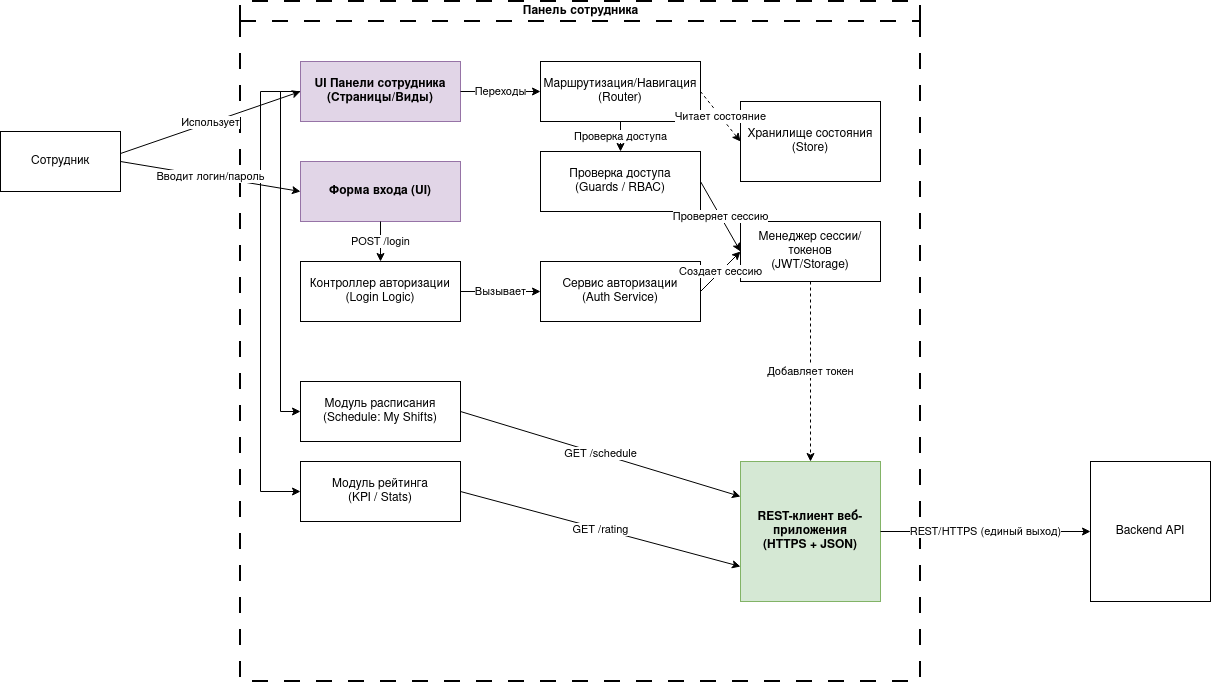 Панель сотрудника
UI Панели сотрудника
(Страницы/Виды)
Переходы
Маршрутизация/Навигация
(Router)
Читает состояние
Хранилище состояния
(Store)
Использует
Сотрудник
Вводит логин/пароль
Проверка доступа
Проверка доступа
(Guards / RBAC)
Форма входа (UI)
Проверяет сессию
Менеджер сессии/
токенов
(JWT/Storage)
POST /login
Контроллер авторизации
(Login Logic)
Вызывает
Сервис авторизации
(Auth Service)
Создает сессию
Добавляет токен
Модуль расписания
(Schedule: My Shifts)
GET /schedule
Модуль рейтинга
(KPI / Stats)
GET /rating
REST-клиент веб-
приложения
(HTTPS + JSON)
REST/HTTPS (единый выход)
Backend API